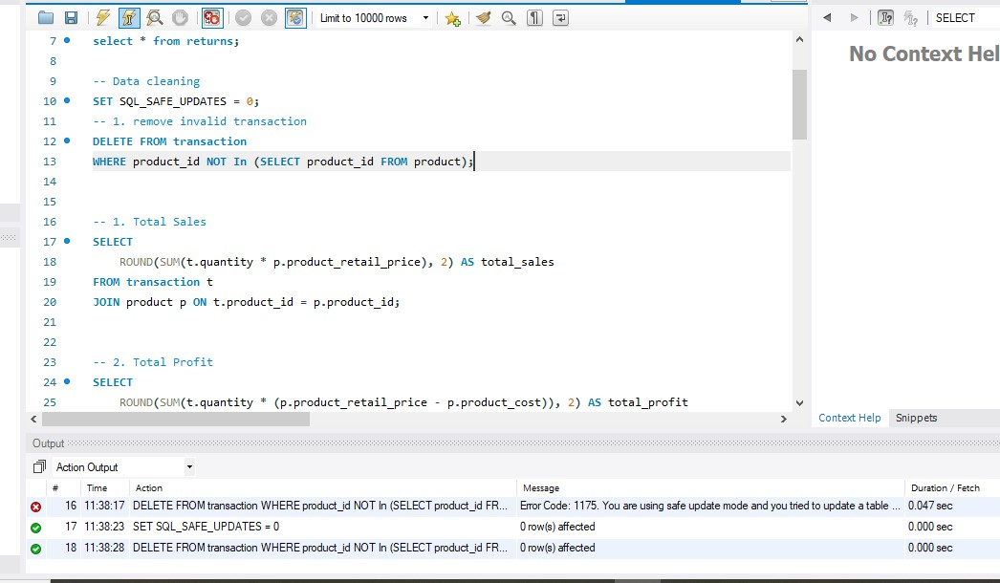 Limit to 10000 rows
SELECT
7 select * from returns;
8
9 -- Data cleaning
10 SET SQL_SAFE_UPDATES = 0;
11 -- 1. remove invalid transaction
12 DELETE FROM transaction
13 WHERE product_id NOT In (SELECT product_id FROM product);
14
15
16 -- 1. Total Sales
17 SELECT
18 ROUND(SUM(t.quantity * p.product_retail_price), 2) AS total_sales
19 FROM transaction t
20 JOIN product p ON t.product_id = p.product_id;
21
22
23 -- 2. Total Profit
24 SELECT
25 ROUND(SUM(t.quantity * (p.product_retail_price - p.product_cost)), 2) AS total_profit
No Context Hel
Context Help Snippets
Output
Action Output
# Time Action Message Duration / Fetch
16 11:38:17 DELETE FROM transaction WHERE product_id NOT In (SELECT product_id FR... Error Code: 1175. You are using safe update mode and you tried to update a table ... 0.047 sec
17 11:38:23 SET SQL_SAFE_UPDATES = 0 0 row(s) affected 0.000 sec
18 11:38:28 DELETE FROM transaction WHERE product_id NOT In (SELECT product_id FR... 0 row(s) affected 0.000 sec